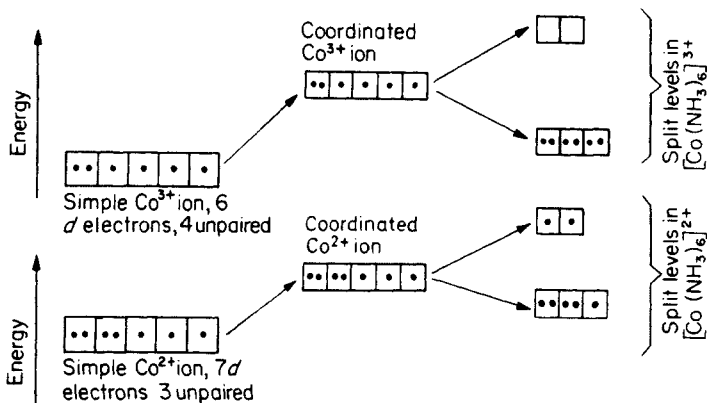 Energy
Simple Co³⁺ ion, 6
d electrons, 4 unpaired
Coordinated
Co³⁺ ion
Split levels in
[Co(NH₃)₆]³⁺
Energy
Simple Co²⁺ ion, 7d
electrons 3 unpaired
Coordinated
Co²⁺ ion
Split levels in
[Co(NH₃)₆]²⁺